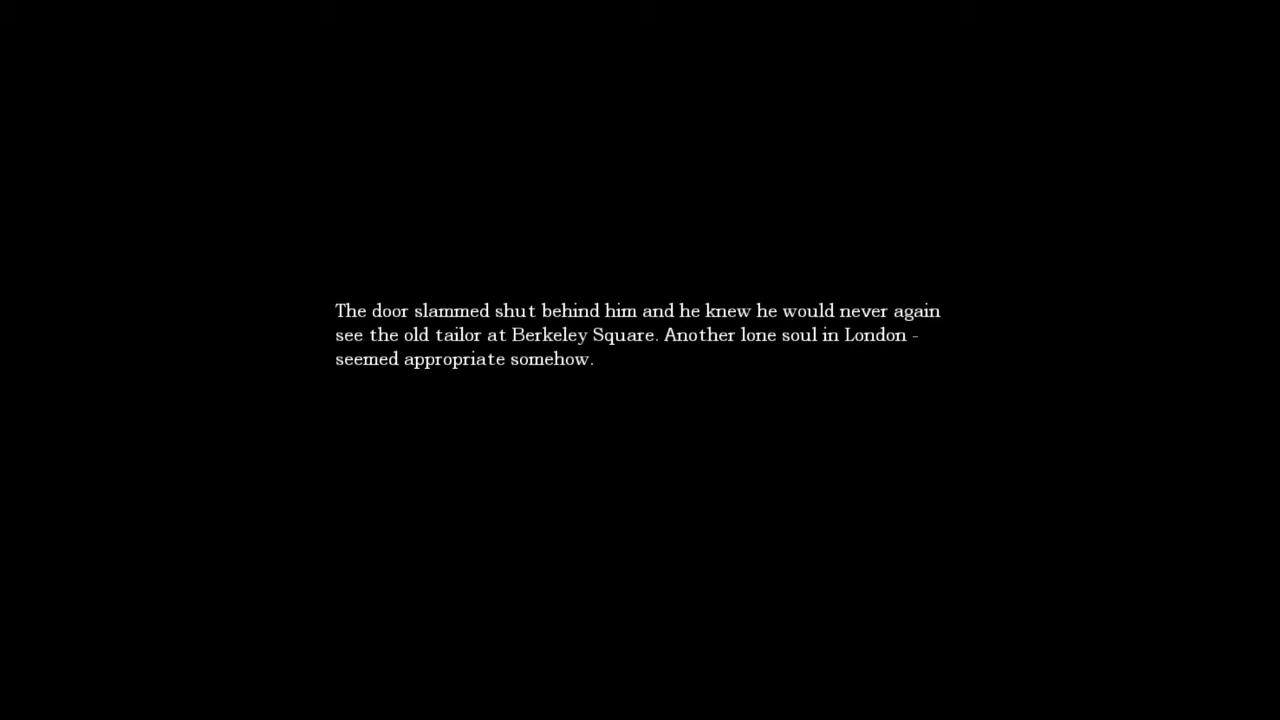 The door slammed shut behind him and he knew he would never again
see the old tailor at Berkeley Square. Another lone soul in London -
seemed appropriate somehow.